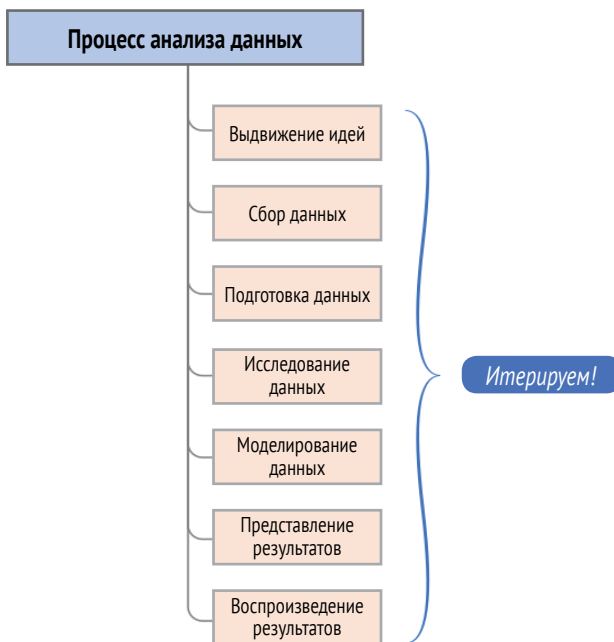 Процесс анализа данных
Выдвижение идей
Сбор данных
Подготовка данных
Исследование
данных
Итерируем!
Моделирование
данных
Представление
результатов
Воспроизведение
результатов